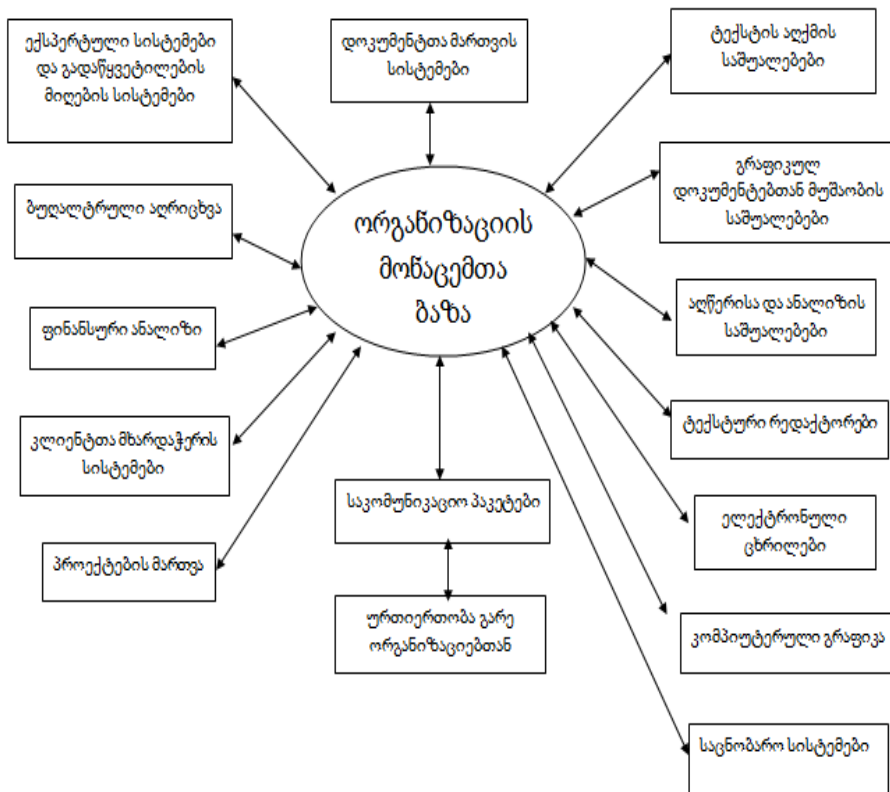 ექსპერტული სისტემები
და გადაწყვეტილების
მიღების სისტემები
დოკუმენტთა მართვის
სისტემები
ტექსტის აღქმის
საშუალებები
გრაფიკულ
დოკუმენტებთან მუშაობის
საშუალებები
ბუღალტრული აღრიცხვა
ორგანიზაციის
მონაცემთა
ბაზა
აღწერისა და ანალიზის
საშუალებები
ფინანსური ანალიზი
ტექსტური რედაქტორები
კლიენტთა მხარდაჭერის
სისტემები
საკომუნიკაციო პაკეტები
ელექტრონული
ცხრილები
პროექტების მართვა
ურთიერთობა გარე
ორგანიზაციებთან
კომპიუტერული გრაფიკა
საცნობარო სისტემები